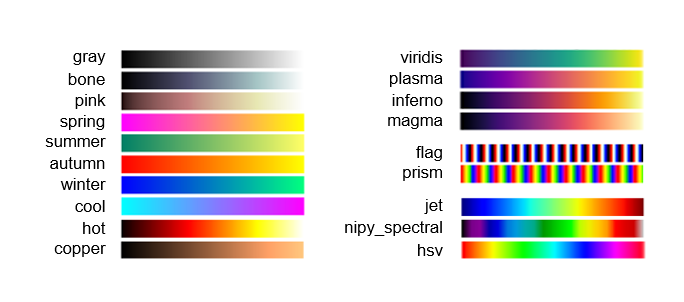 gray
bone
pink
spring
summer
autumn
winter
cool
hot
copper
viridis
plasma
inferno
magma
flag
prism
jet
nipy_spectral
hsv